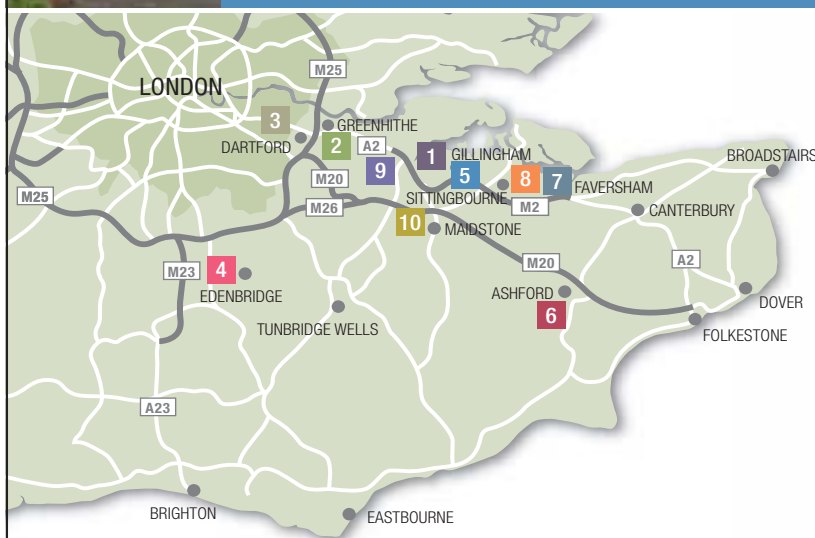 M25
LONDON
3
GREENHITHE
DARTFORD
2
A2
1
GILLINGHAM
BROADSTAIRS
9
5
8
7
FAVERSHAM
M20
SITTINGBOURNE
M25
M26
M2
CANTERBURY
10
MAIDSTONE
M23
4
M20
A2
EDENBRIDGE
ASHFORD
DOVER
6
TUNBRIDGE WELLS
FOLKESTONE
A23
BRIGHTON
EASTBOURNE